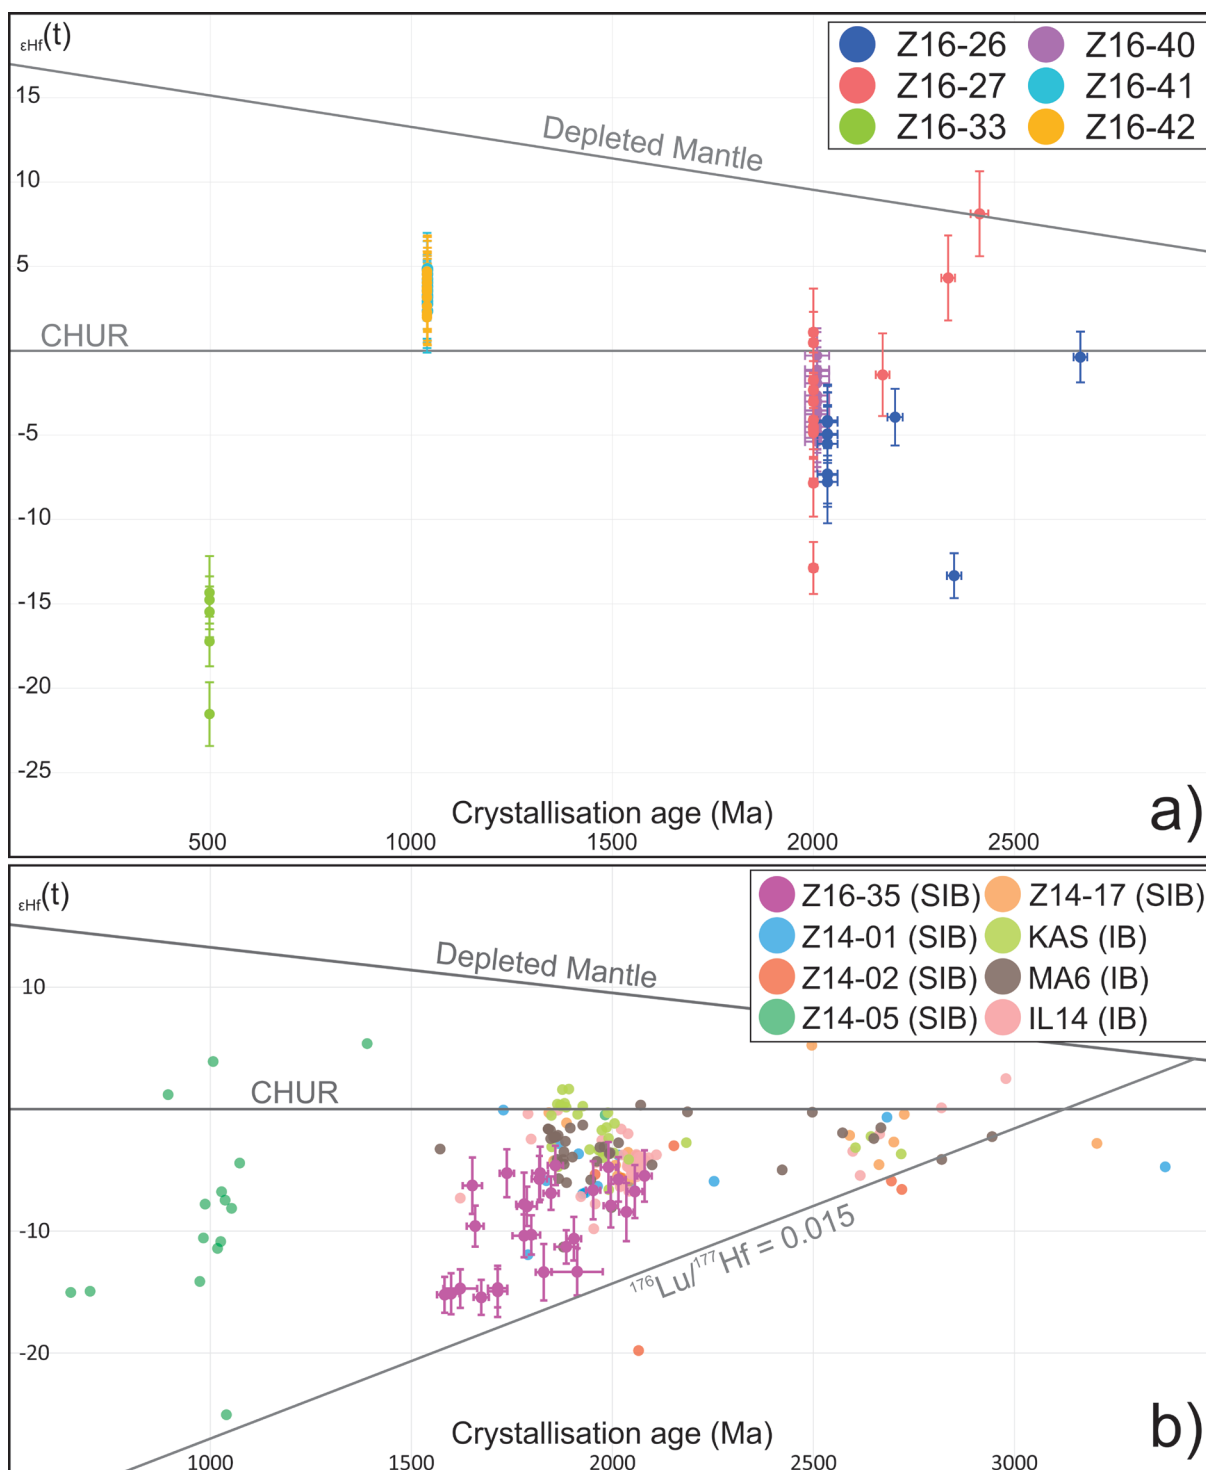 εHf(t)
Z16-26 Z16-40
Z16-27 Z16-41
Z16-33 Z16-42
15
Depleted Mantle
10
5
CHUR
-5
-10
-15
-20
-25
Crystallisation age (Ma)
500 1000 1500 2000 2500
a)
εHf(t)
Z16-35 (SIB) Z14-17 (SIB)
Z14-01 (SIB) KAS (IB)
Z14-02 (SIB) MA6 (IB)
Z14-05 (SIB) IL14 (IB)
Depleted Mantle
10
CHUR
-10
¹⁷⁶Lu/¹⁷⁷Hf = 0.015
-20
Crystallisation age (Ma)
b)
1000 1500 2000 2500 3000